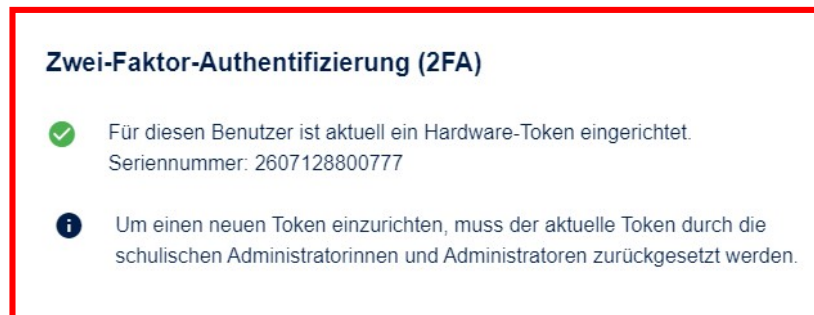 Zwei-Faktor-Authentifizierung (2FA)
Für diesen Benutzer ist aktuell ein Hardware-Token eingerichtet.
Seriennummer: 2607128800777
Um einen neuen Token einzurichten, muss der aktuelle Token durch die
schulischen Administratorinnen und Administratoren zurückgesetzt werden.